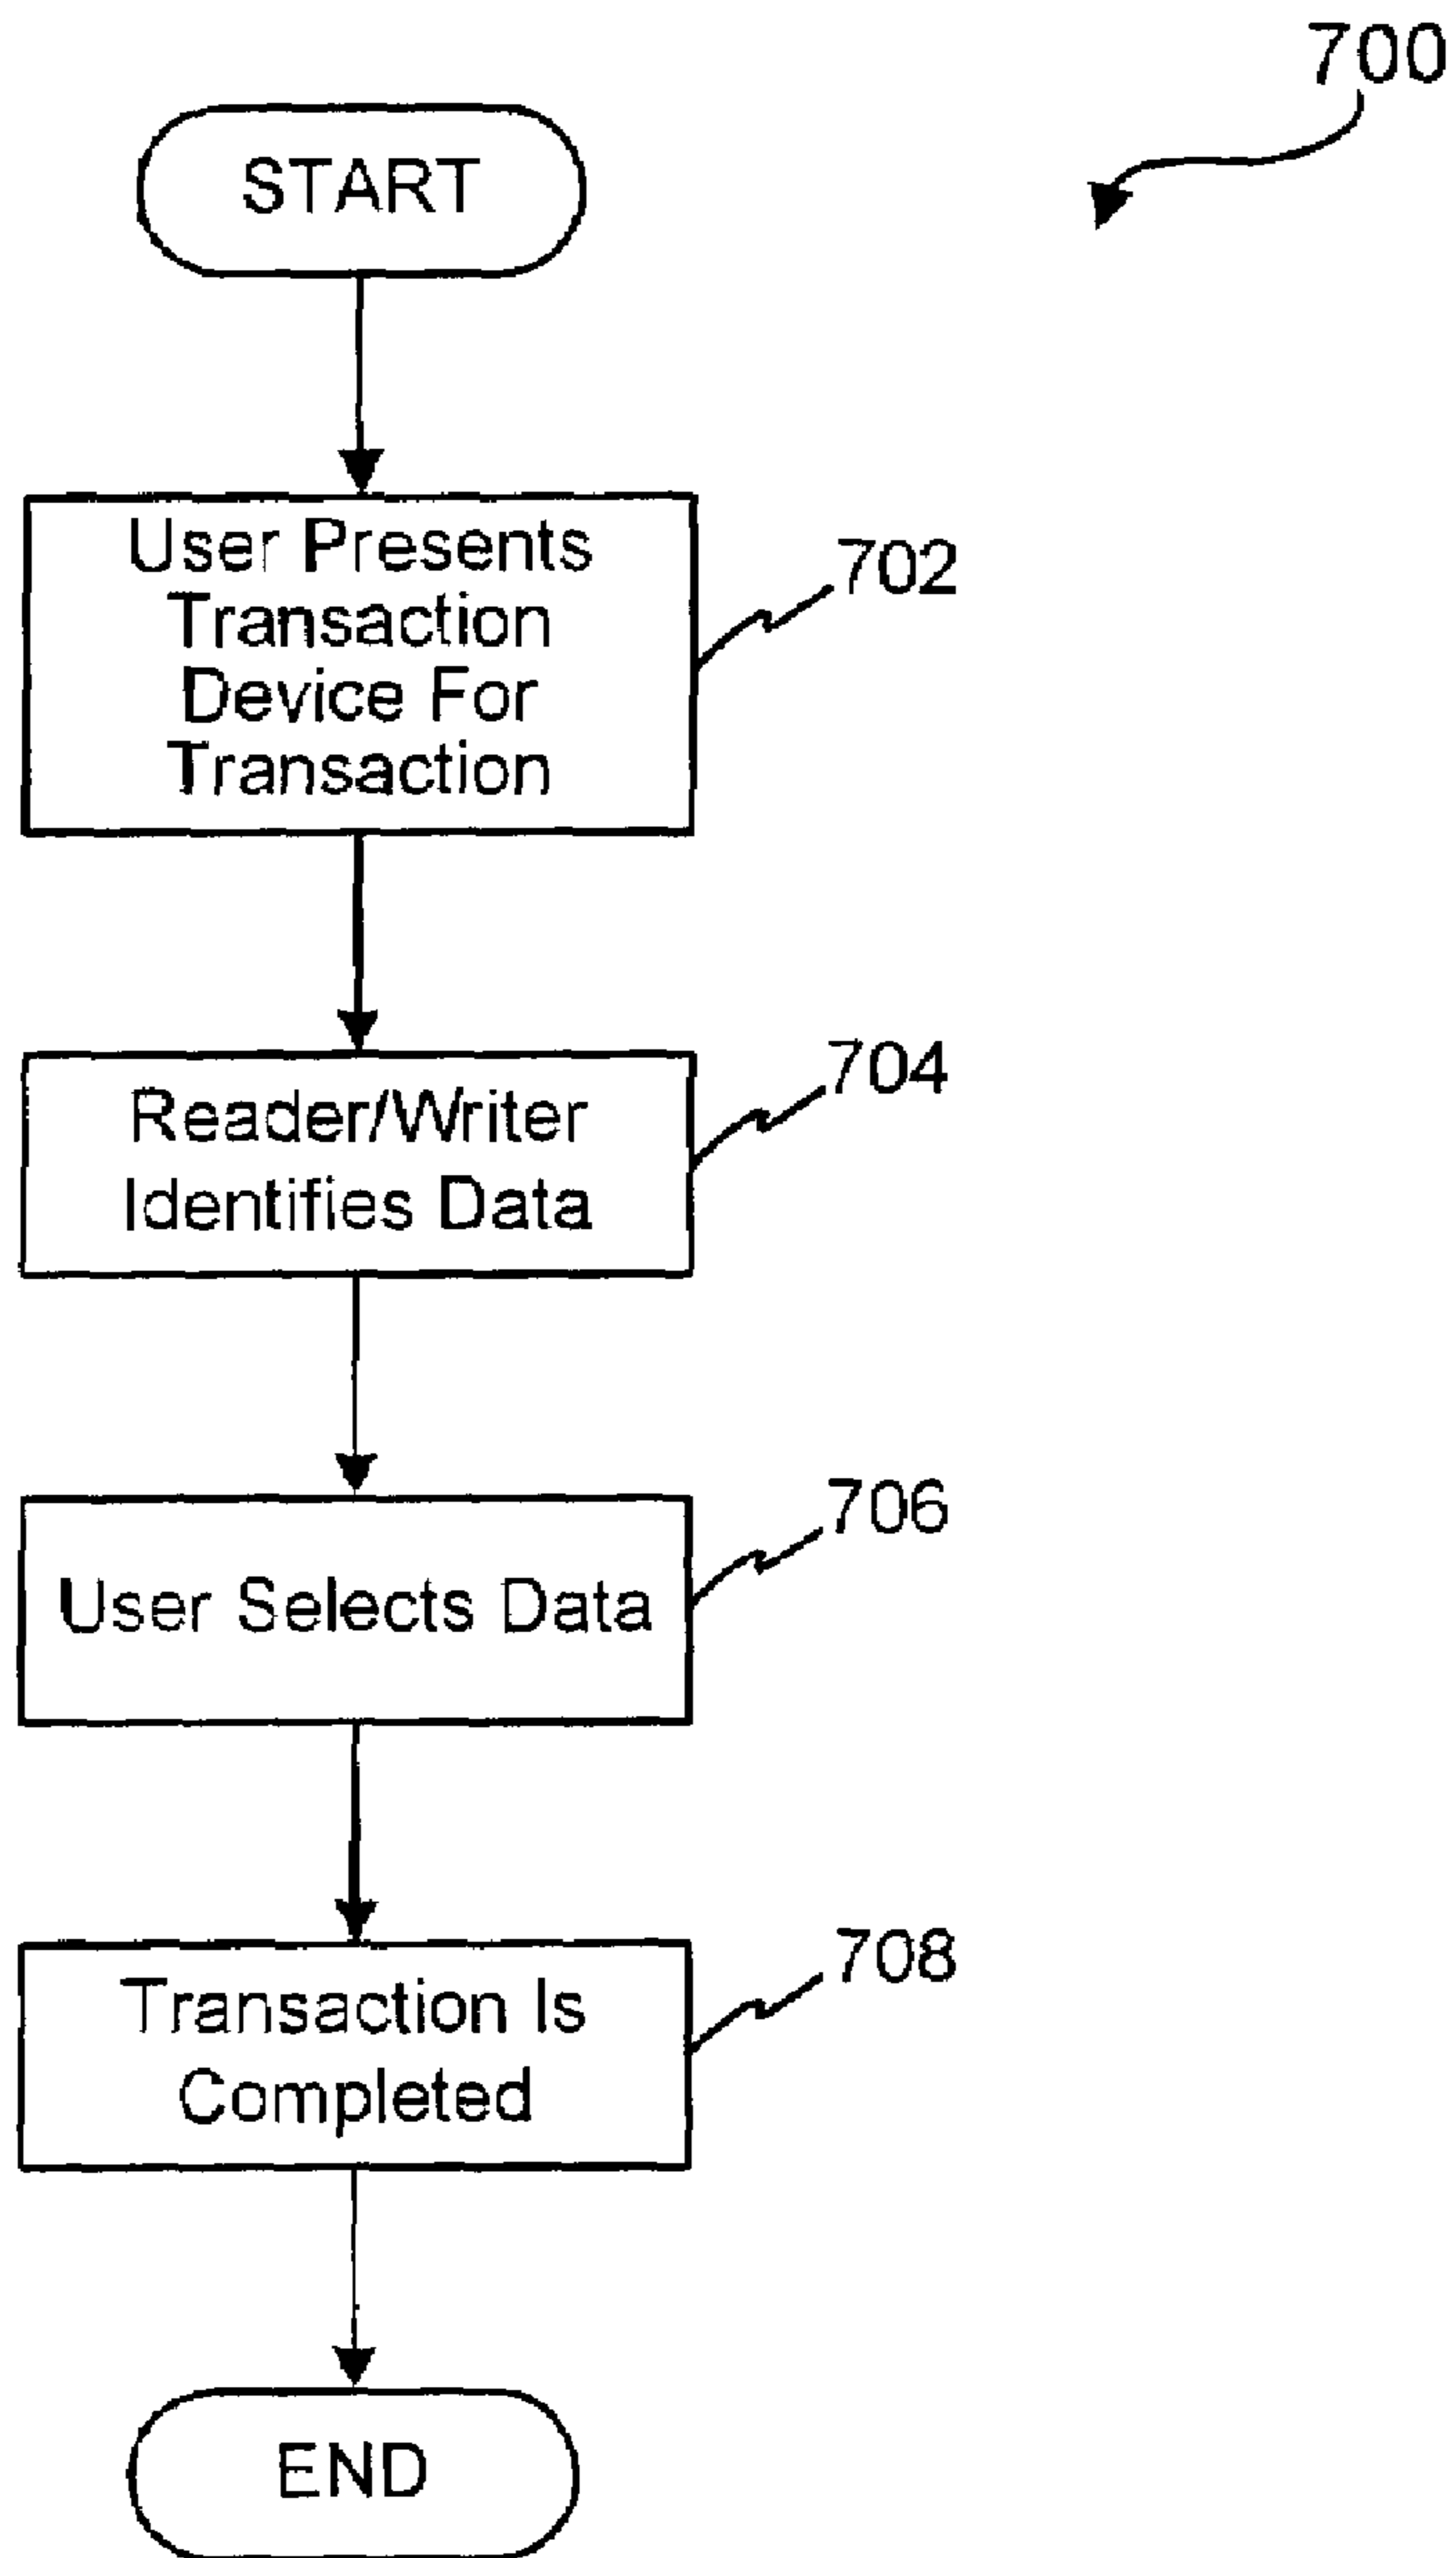 700
START
User Presents
Transaction
Device For
Transaction
702
Reader/Writer
Identifies Data
704
User Selects Data
706
Transaction Is
Completed
708
END